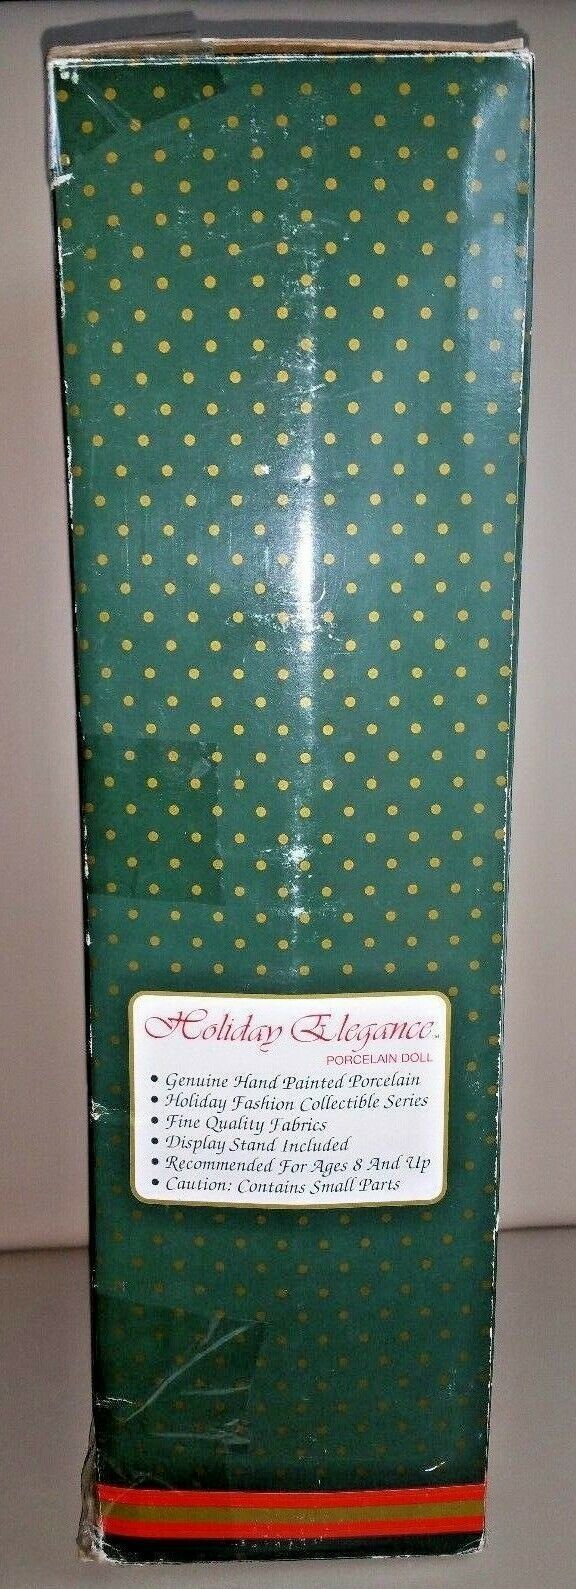 Holiday Elegance™
PORCELAIN DOLL
• Genuine Hand Painted Porcelain
• Holiday Fashion Collectible Series
• Fine Quality Fabrics
• Display Stand Included
• Recommended For Ages 8 And Up
• Caution: Contains Small Parts